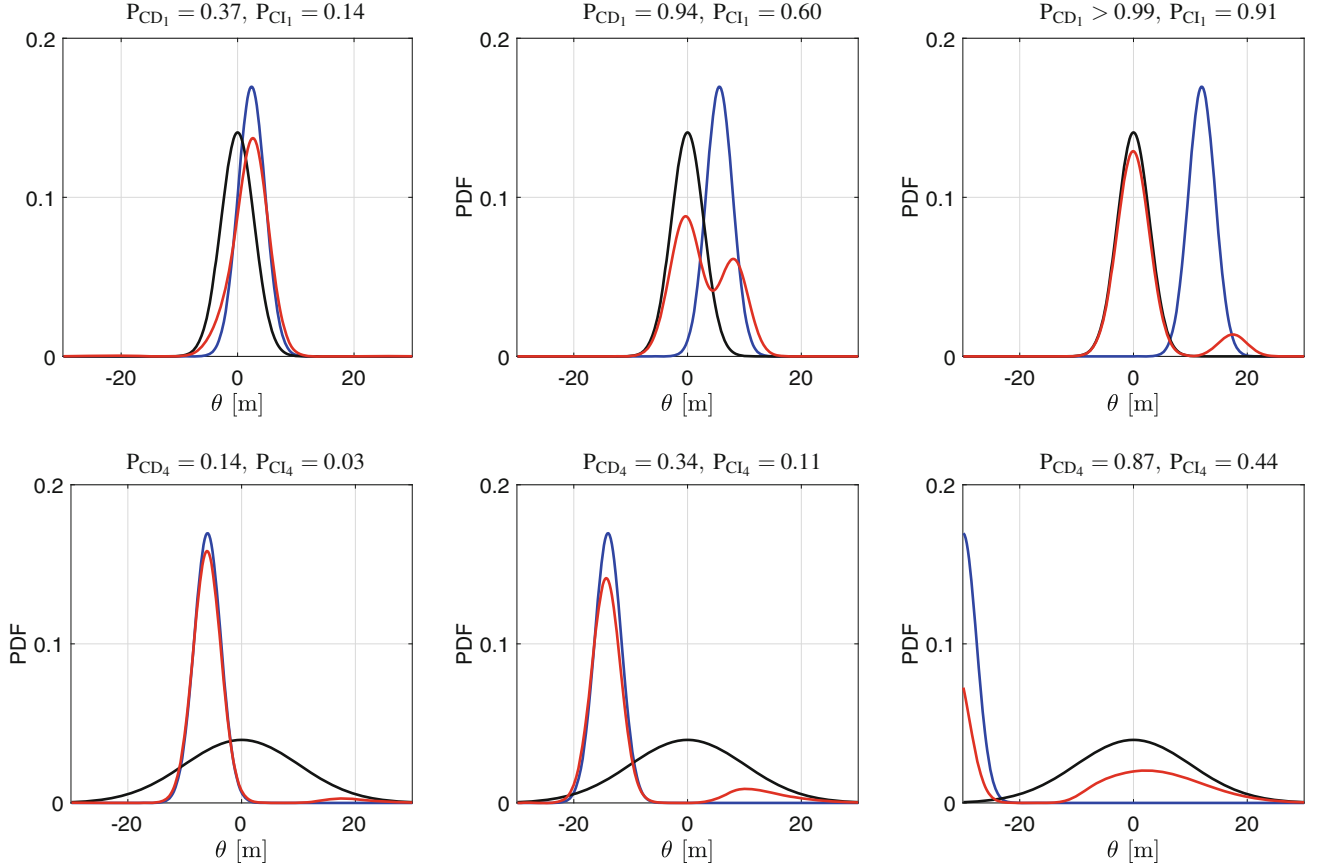 P_CD₁ = 0.37, P_CI₁ = 0.14
P_CD₁ = 0.94, P_CI₁ = 0.60
P_CD₁ > 0.99, P_CI₁ = 0.91
0.2
0.1
0
-20
0
20
θ [m]
0.2
PDF
0.1
0
-20
0
20
θ [m]
0.2
PDF
0.1
0
-20
0
20
θ [m]
P_CD₄ = 0.14, P_CI₄ = 0.03
P_CD₄ = 0.34, P_CI₄ = 0.11
P_CD₄ = 0.87, P_CI₄ = 0.44
0.2
PDF
0.1
0
-20
0
20
θ [m]
0.2
PDF
0.1
0
-20
0
20
θ [m]
0.2
PDF
0.1
0
-20
0
20
θ [m]